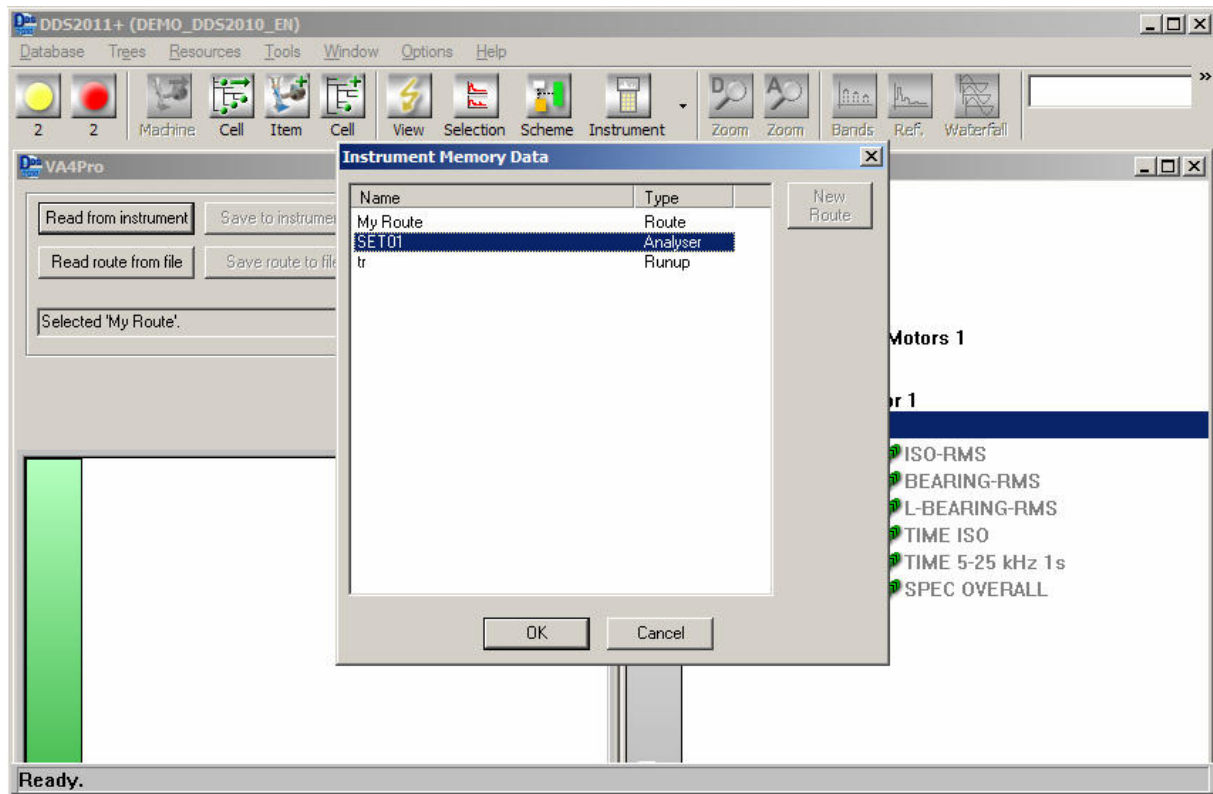 DDS2011+ (DEMO_DDS2010_EN)
Database Trees Resources Tools Window Options Help
2 2 Machine Cell Item Cell View Selection Scheme Instrument Zoom Zoom Bands Ref. Waterfall »
VA4Pro
Read from instrument Save to
Read route from file Save route to
Selected 'My Route'.
Instrument Memory Data
Name Type
My Route Route
SET01 Analyser
tr Runup
New
Route
OK Cancel
Motors 1
1
ISO-RMS
BEARING-RMS
L-BEARING-RMS
TIME ISO
TIME 5-25 kHz 1s
SPEC OVERALL
Ready.